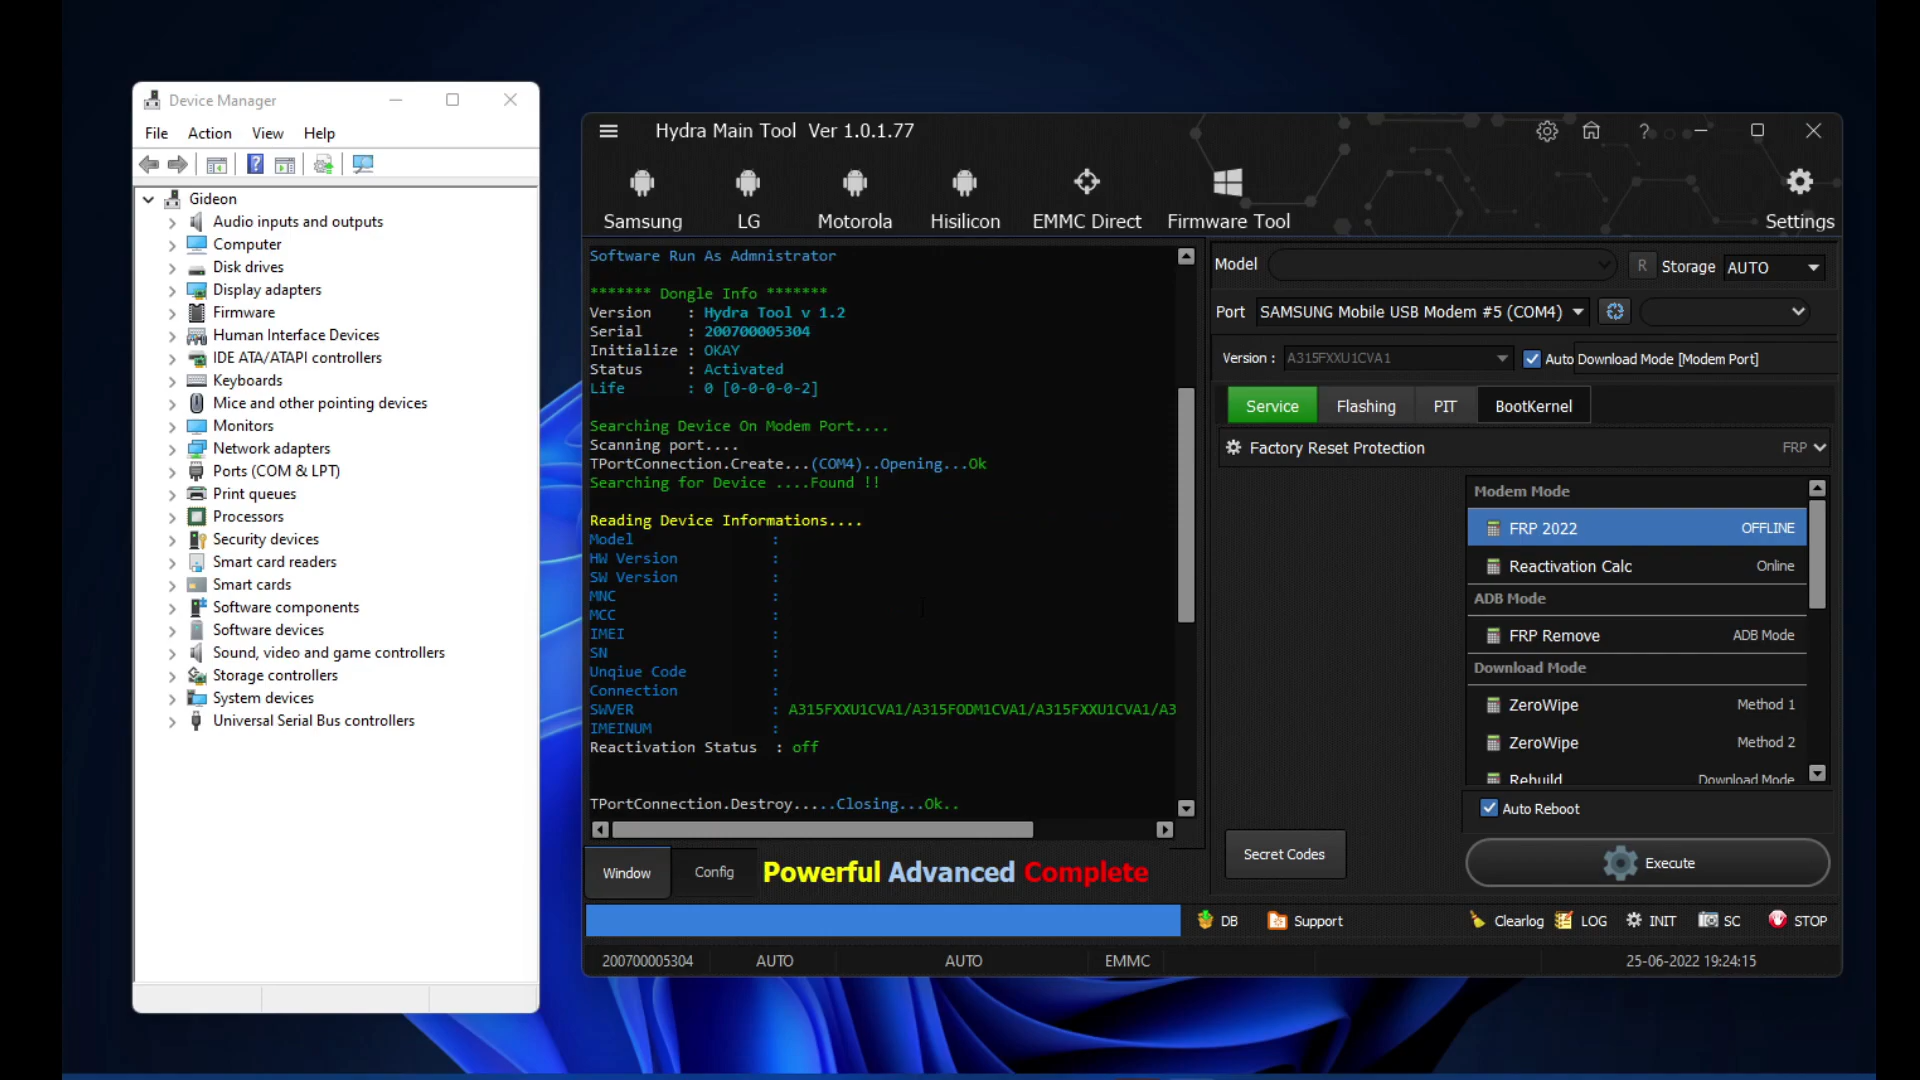 Device Manager
File Action View Help
Gideon
Audio inputs and outputs
Computer
Disk drives
Display adapters
Firmware
Human Interface Devices
IDE ATA/ATAPI controllers
Keyboards
Mice and other pointing devices
Monitors
Network adapters
Ports (COM & LPT)
Print queues
Processors
Security devices
Smart card readers
Smart cards
Software components
Software devices
Sound, video and game controllers
Storage controllers
System devices
Universal Serial Bus controllers
Hydra Main Tool Ver 1.0.1.77
?
Samsung LG Motorola Hisilicon EMMC Direct Firmware Tool Settings
Software Run As Admnistrator
******* Dongle Info *******
Version : Hydra Tool v 1.2
Serial : 200700005304
Initialize : OKAY
Status : Activated
Life : 0 [0-0-0-0-2]
Searching Device On Modem Port....
Scanning port....
TPortConnection.Create...(COM4)..Opening...Ok
Searching for Device ....Found !!
Reading Device Informations....
Model :
HW Version :
SW Version :
MNC :
MCC :
IMEI :
SN :
Unqiue Code :
Connection :
SWVER : A315FXXU1CVA1/A315FODM1CVA1/A315FXXU1CVA1/A3
IMEINUM :
Reactivation Status : off
TPortConnection.Destroy.....Closing...Ok..
Window Config Powerful Advanced Complete
Model R Storage AUTO
Port SAMSUNG Mobile USB Modem #5 (COM4)
Version : A315FXXU1CVA1 Auto Download Mode [Modem Port]
Service Flashing PIT BootKernel
Factory Reset Protection FRP
Modem Mode
FRP 2022 OFFLINE
Reactivation Calc Online
ADB Mode
FRP Remove ADB Mode
Download Mode
ZeroWipe Method 1
ZeroWipe Method 2
Rebuild Download Mode
Auto Reboot
Secret Codes Execute
DB Support Clearlog LOG INIT SC STOP
200700005304 AUTO AUTO EMMC 25-06-2022 19:24:15